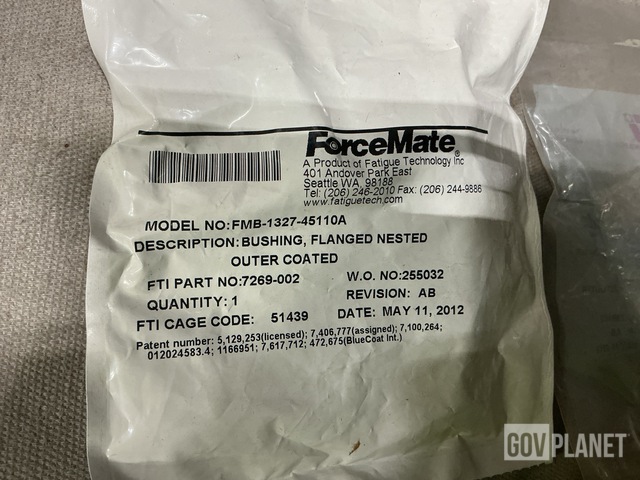 ForceMate®
A Product of Fatigue Technology Inc
401 Andover Park East
Seattle WA, 98188
Tel: (206) 246-2010 Fax: (206) 244-9886
www.fatiguetech.com
MODEL NO:FMB-1327-45110A
DESCRIPTION:BUSHING, FLANGED NESTED
OUTER COATED
FTI PART NO:7269-002 W.O. NO:255032
QUANTITY: 1 REVISION: AB
FTI CAGE CODE: 51439 DATE: MAY 11, 2012
Patent number: 5,129,253(licensed); 7,406,777(assigned); 7,100,264;
012024583.4; 1166951; 7,617,712; 472,675(BlueCoat Int.)
GOVPLANET